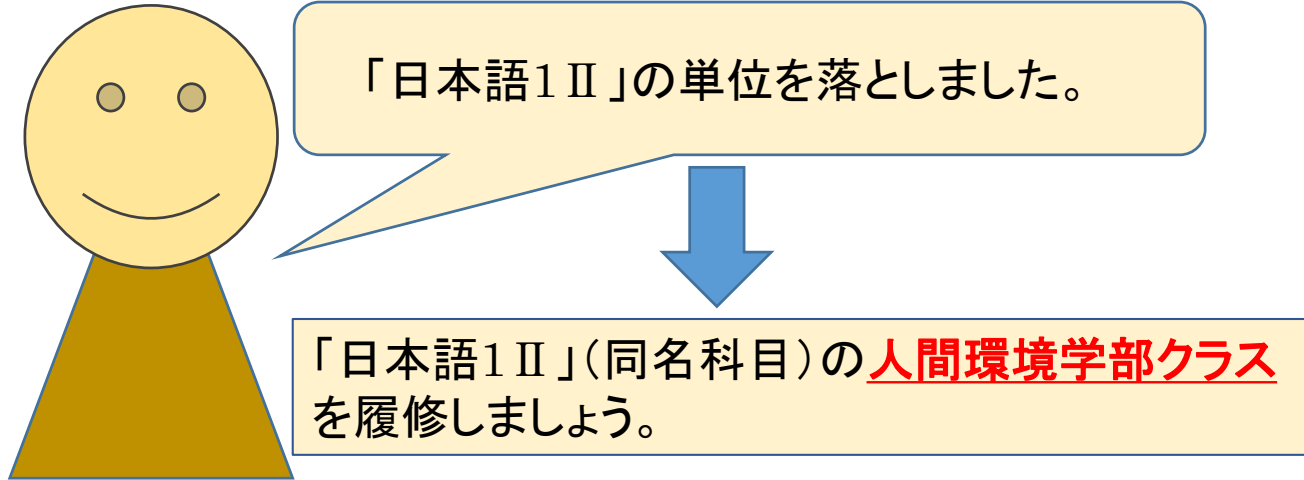 「日本語1Ⅱ」の単位を落としました。
「日本語1Ⅱ」(同名科目)の人間環境学部クラス
を履修しましょう。